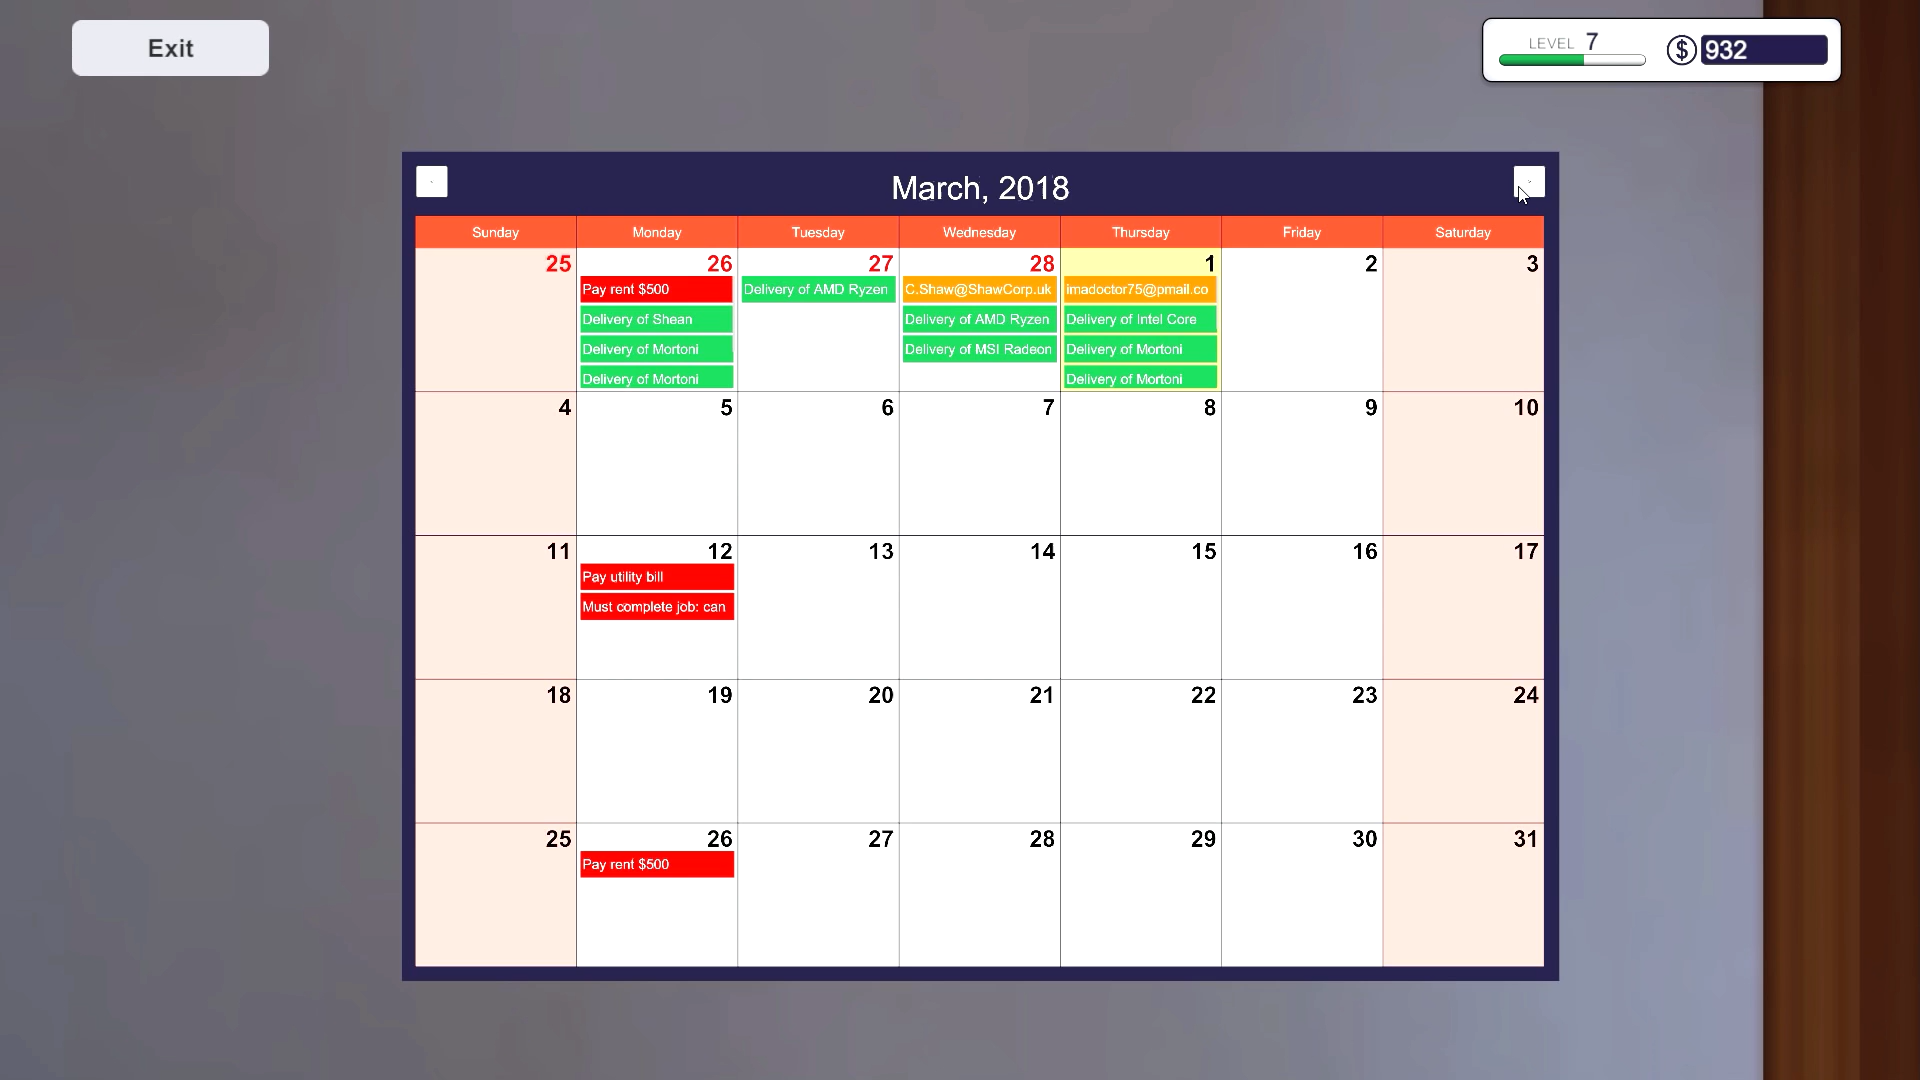 Exit
LEVEL 7
$ 932
March, 2018
Sunday Monday Tuesday Wednesday Thursday Friday Saturday
25 26 27 28 1 2 3
Pay rent $500 Delivery of AMD Ryzen C.Shaw@ShawCorp.uk imadoctor75@pmail.co
Delivery of Shean Delivery of AMD Ryzen Delivery of Intel Core
Delivery of Mortoni Delivery of MSI Radeon Delivery of Mortoni
Delivery of Mortoni Delivery of Mortoni
4 5 6 7 8 9 10
11 12 13 14 15 16 17
Pay utility bill
Must complete job: can
18 19 20 21 22 23 24
25 26 27 28 29 30 31
Pay rent $500